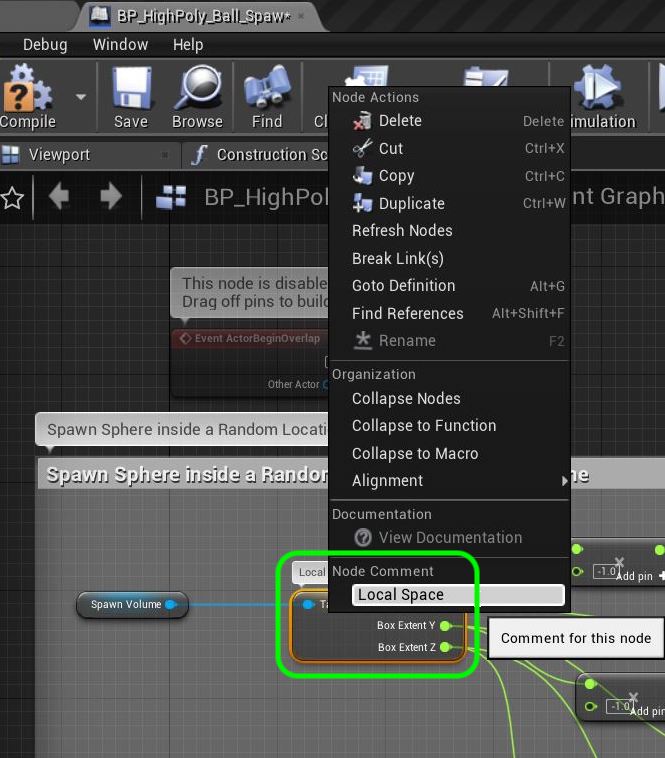 BP_HighPoly_Ball_Spaw*
Debug Window Help
Compile Save Browse Find
Simulation
Viewport
Construction Sc
BP_HighPol
nt Graph
This node is disable
Drag off pins to build
Event ActorBeginOverlap
Other Actor
Spawn Sphere inside a Random Locati
Spawn Sphere inside a Random
me
Spawn Volume
Local
Ta
Box Extent Y
Box Extent Z
Node Actions
Delete Delete
Cut Ctrl+X
Copy Ctrl+C
Duplicate Ctrl+W
Refresh Nodes
Break Link(s)
Goto Definition Alt+G
Find References Alt+Shift+F
Rename F2
Organization
Collapse Nodes
Collapse to Function
Collapse to Macro
Alignment
Documentation
View Documentation
Node Comment
Local Space
Comment for this node
-1.0 Add pin +
-1.0 Add pin